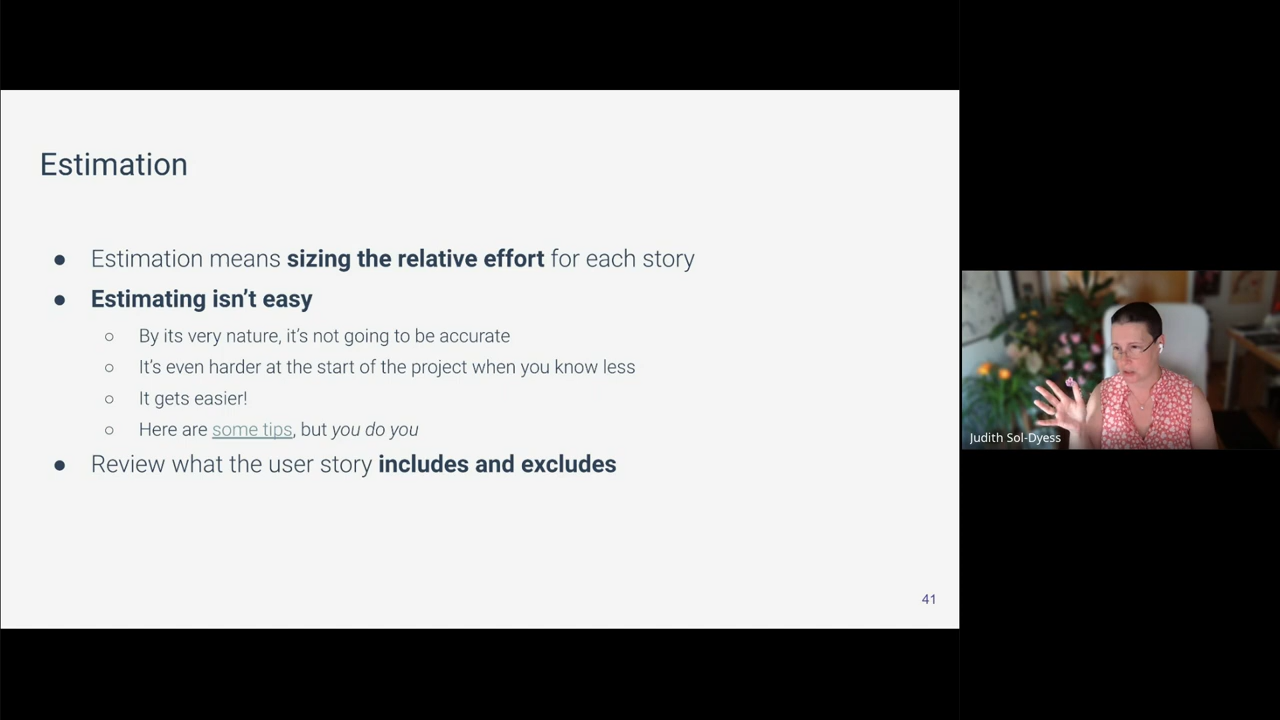 Estimation
● Estimation means sizing the relative effort for each story
● Estimating isn’t easy
○ By its very nature, it’s not going to be accurate
○ It’s even harder at the start of the project when you know less
○ It gets easier!
○ Here are some tips, but you do you
● Review what the user story includes and excludes
41
Judith Sol-Dyess